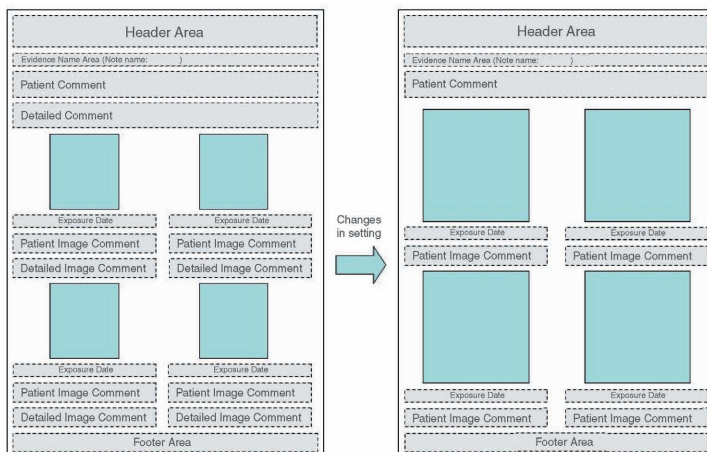 Header Area
Evidence Name Area (Note name: )
Patient Comment
Detailed Comment
Exposure Date
Exposure Date
Patient Image Comment
Patient Image Comment
Detailed Image Comment
Detailed Image Comment
Exposure Date
Exposure Date
Patient Image Comment
Patient Image Comment
Detailed Image Comment
Detailed Image Comment
Footer Area
Changes
in setting
Header Area
Evidence Name Area (Note name: )
Patient Comment
Exposure Date
Exposure Date
Patient Image Comment
Patient Image Comment
Exposure Date
Exposure Date
Patient Image Comment
Patient Image Comment
Footer Area